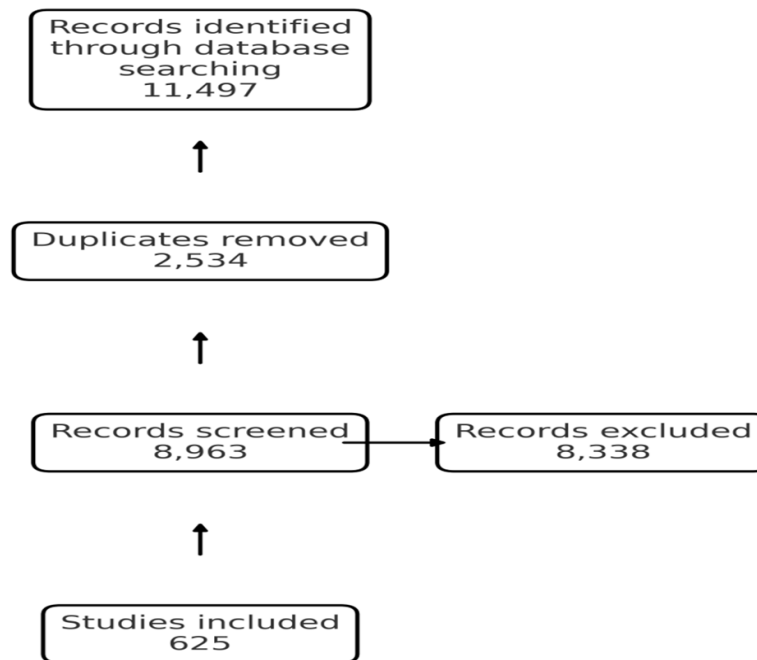 Records identified
through database
searching
11,497
Duplicates removed
2,534
Records screened
8,963
Records excluded
8,338
Studies included
625